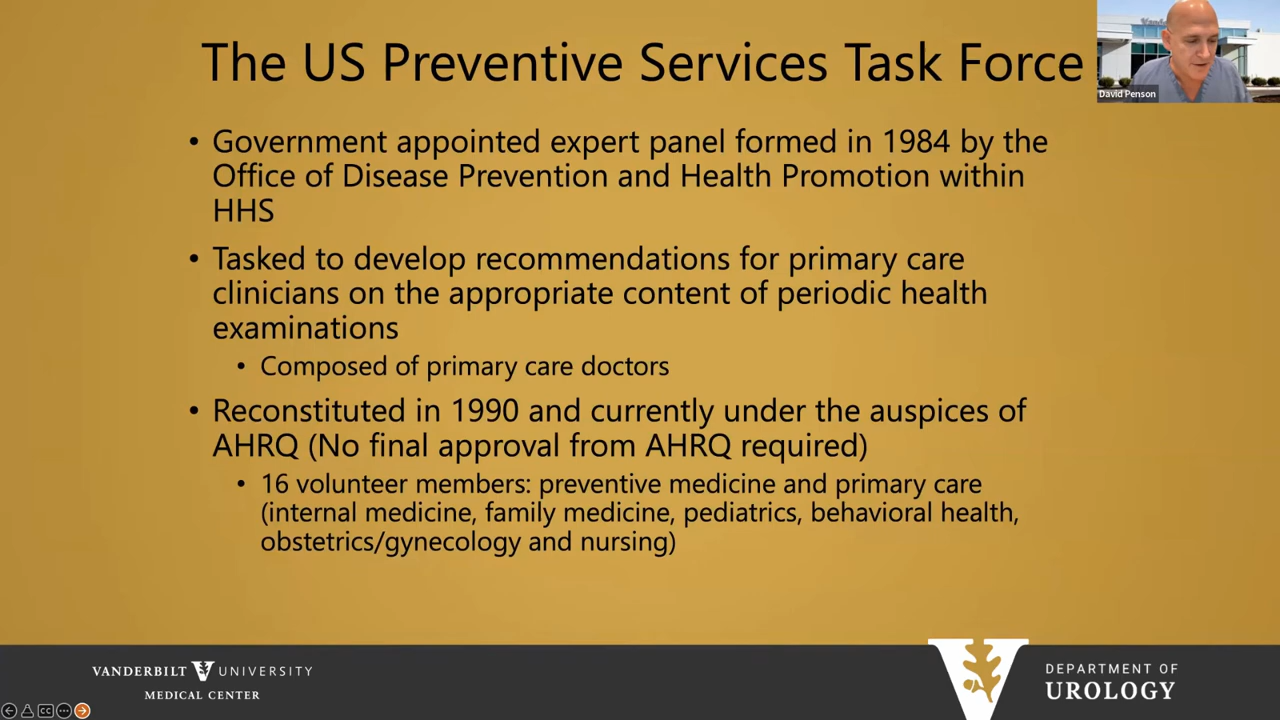 The US Preventive Services Task Force
David Penson
• Government appointed expert panel formed in 1984 by the
Office of Disease Prevention and Health Promotion within
HHS
• Tasked to develop recommendations for primary care
clinicians on the appropriate content of periodic health
examinations
• Composed of primary care doctors
• Reconstituted in 1990 and currently under the auspices of
AHRQ (No final approval from AHRQ required)
• 16 volunteer members: preventive medicine and primary care
(internal medicine, family medicine, pediatrics, behavioral health,
obstetrics/gynecology and nursing)
VANDERBILT V UNIVERSITY
MEDICAL CENTER
V
DEPARTMENT OF
UROLOGY
CC